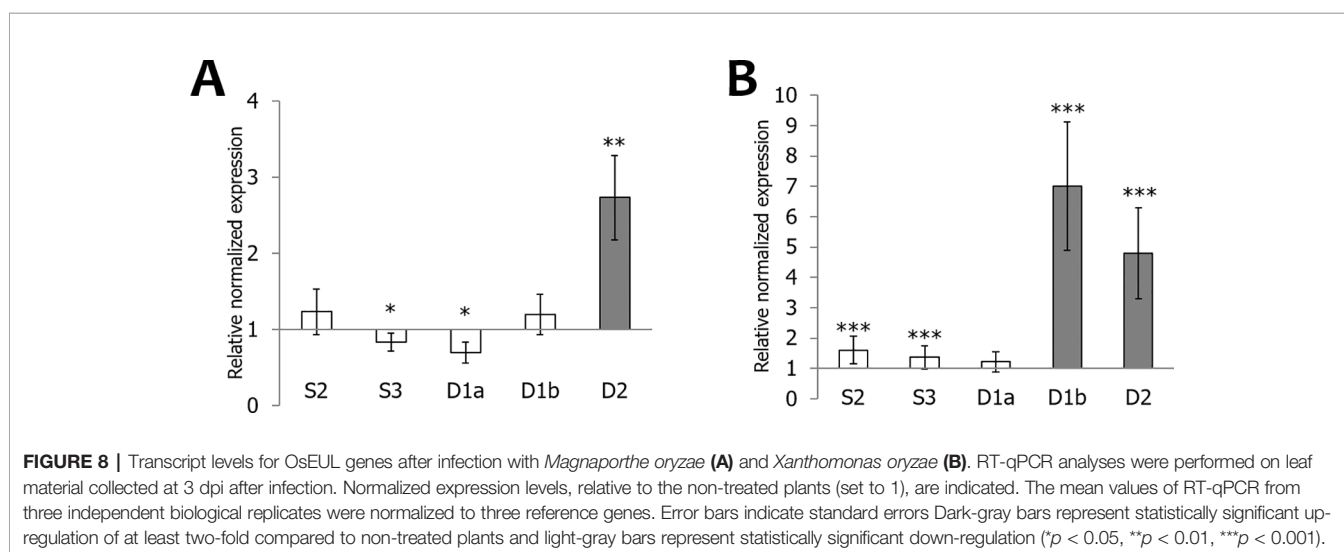 A
B
Relative normalized expression
4
3
2
1
0
**
*
*
S2 S3 D1a D1b D2
Relative normalized expression
10
9
8
7
6
5
4
3
2
1
0
***
***
***
***
S2 S3 D1a D1b D2
FIGURE 8 | Transcript levels for OsEUL genes after infection with Magnaporthe oryzae (A) and Xanthomonas oryzae (B). RT-qPCR analyses were performed on leaf
material collected at 3 dpi after infection. Normalized expression levels, relative to the non-treated plants (set to 1), are indicated. The mean values of RT-qPCR from
three independent biological replicates were normalized to three reference genes. Error bars indicate standard errors Dark-gray bars represent statistically significant up-
regulation of at least two-fold compared to non-treated plants and light-gray bars represent statistically significant down-regulation (*p < 0.05, **p < 0.01, ***p < 0.001).